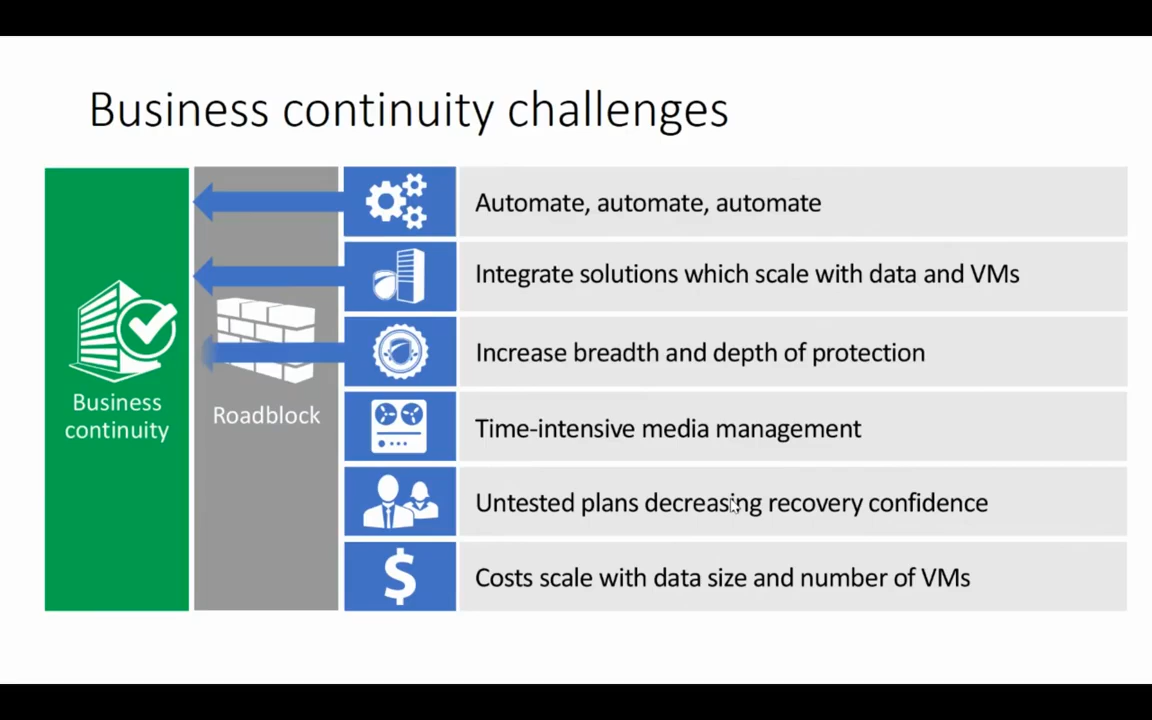 Business continuity challenges
Automate, automate, automate
Integrate solutions which scale with data and VMs
Increase breadth and depth of protection
Business
continuity
Roadblock
Time-intensive media management
Untested plans decreasing recovery confidence
$
Costs scale with data size and number of VMs